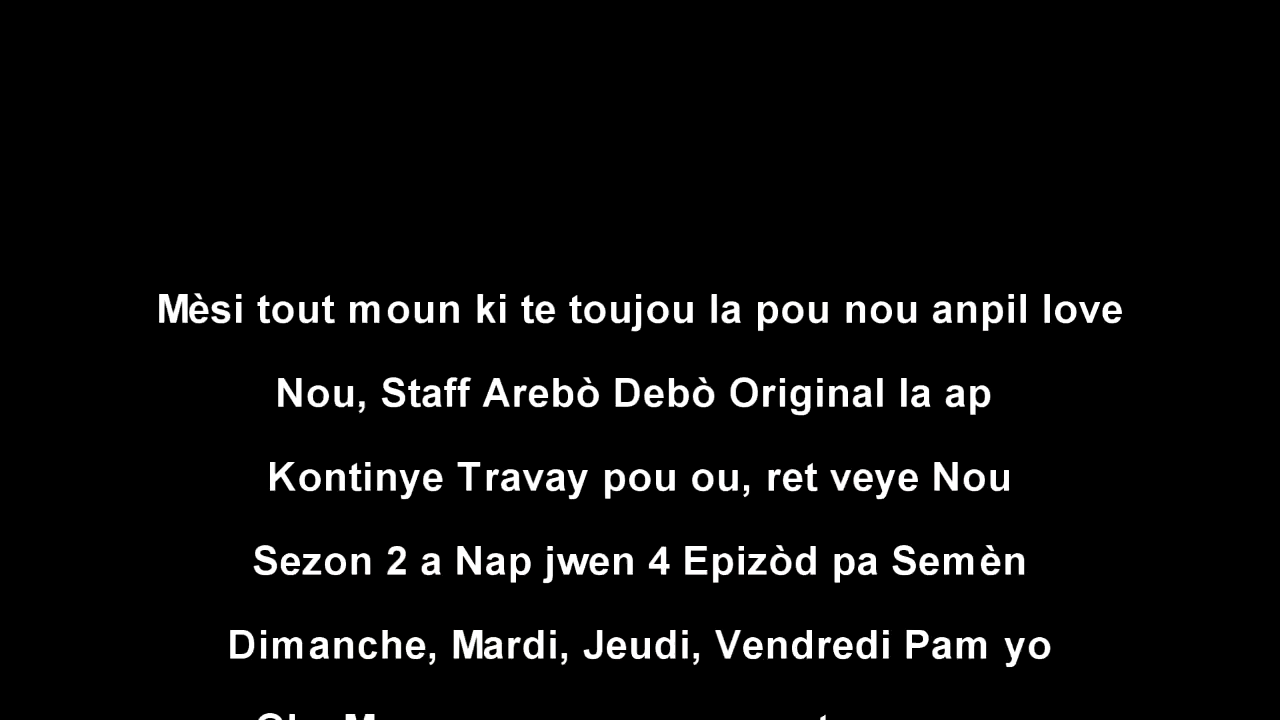 Mèsi tout moun ki te toujou la pou nou anpil love
Nou, Staff Arebò Debò Original la ap
Kontinye Travay pou ou, ret veye Nou
Sezon 2 a Nap jwen 4 Epizòd pa Semèn
Dimanche, Mardi, Jeudi, Vendredi Pam yo